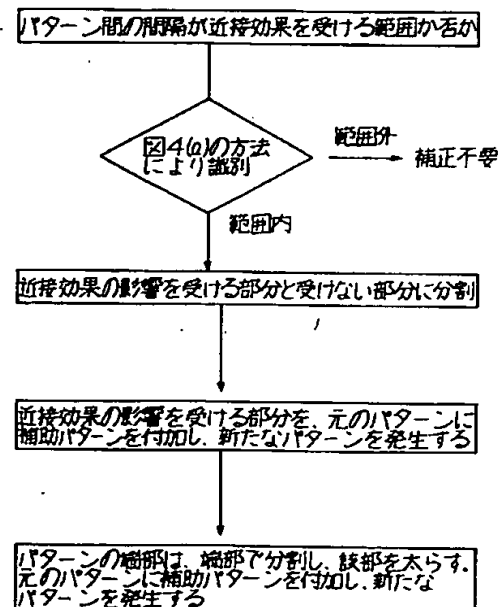 パターン間の間隔が近接効果を受ける範囲か否か
図4(a)の方法
により識別
範囲外
補正不要
範囲内
近接効果の影響を受ける部分と受けない部分に分割
近接効果の影響を受ける部分を、元のパターンに
補助パターンを付加し、新たなパターンを発生する
パターンの端部は、端部で分割し、該部を太らす。
元のパターンに補助パターンを付加し、新たな
パターンを発生する